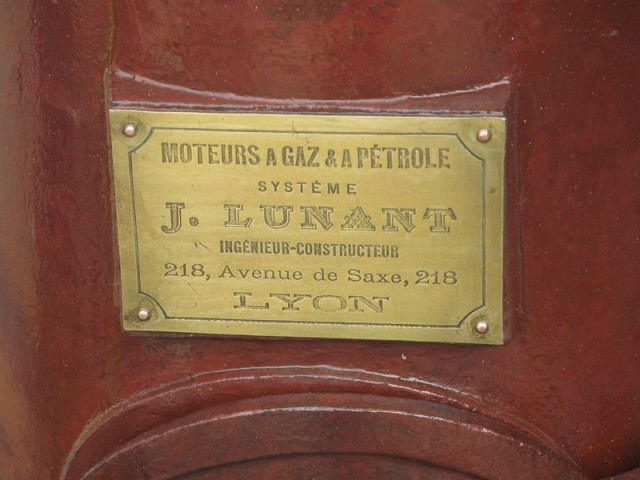 MOTEURS A GAZ & A PÉTROLE
SYSTÈME
J. LUNANT
INGÉNIEUR-CONSTRUCTEUR
218, Avenue de Saxe, 218
LYON